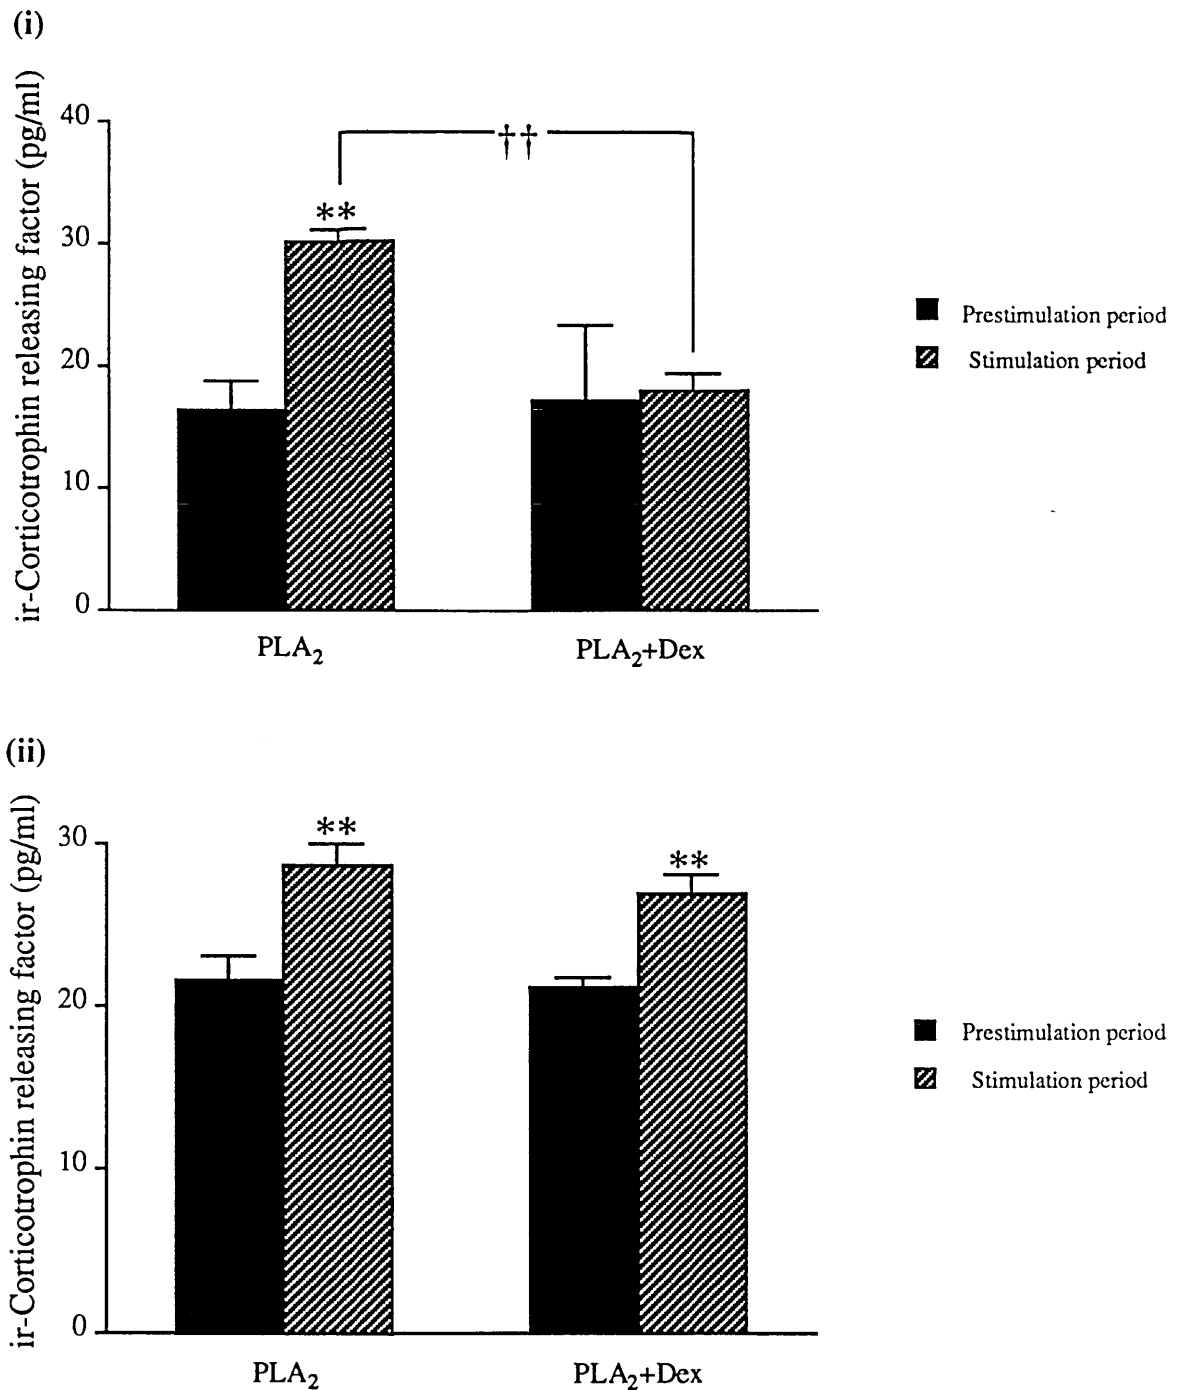 (i)
ir-Corticotrophin releasing factor (pg/ml)
40
30
20
10
0
**
††
PLA₂
PLA₂+Dex
Prestimulation period
Stimulation period
(ii)
ir-Corticotrophin releasing factor (pg/ml)
30
20
10
0
**
**
PLA₂
PLA₂+Dex
Prestimulation period
Stimulation period